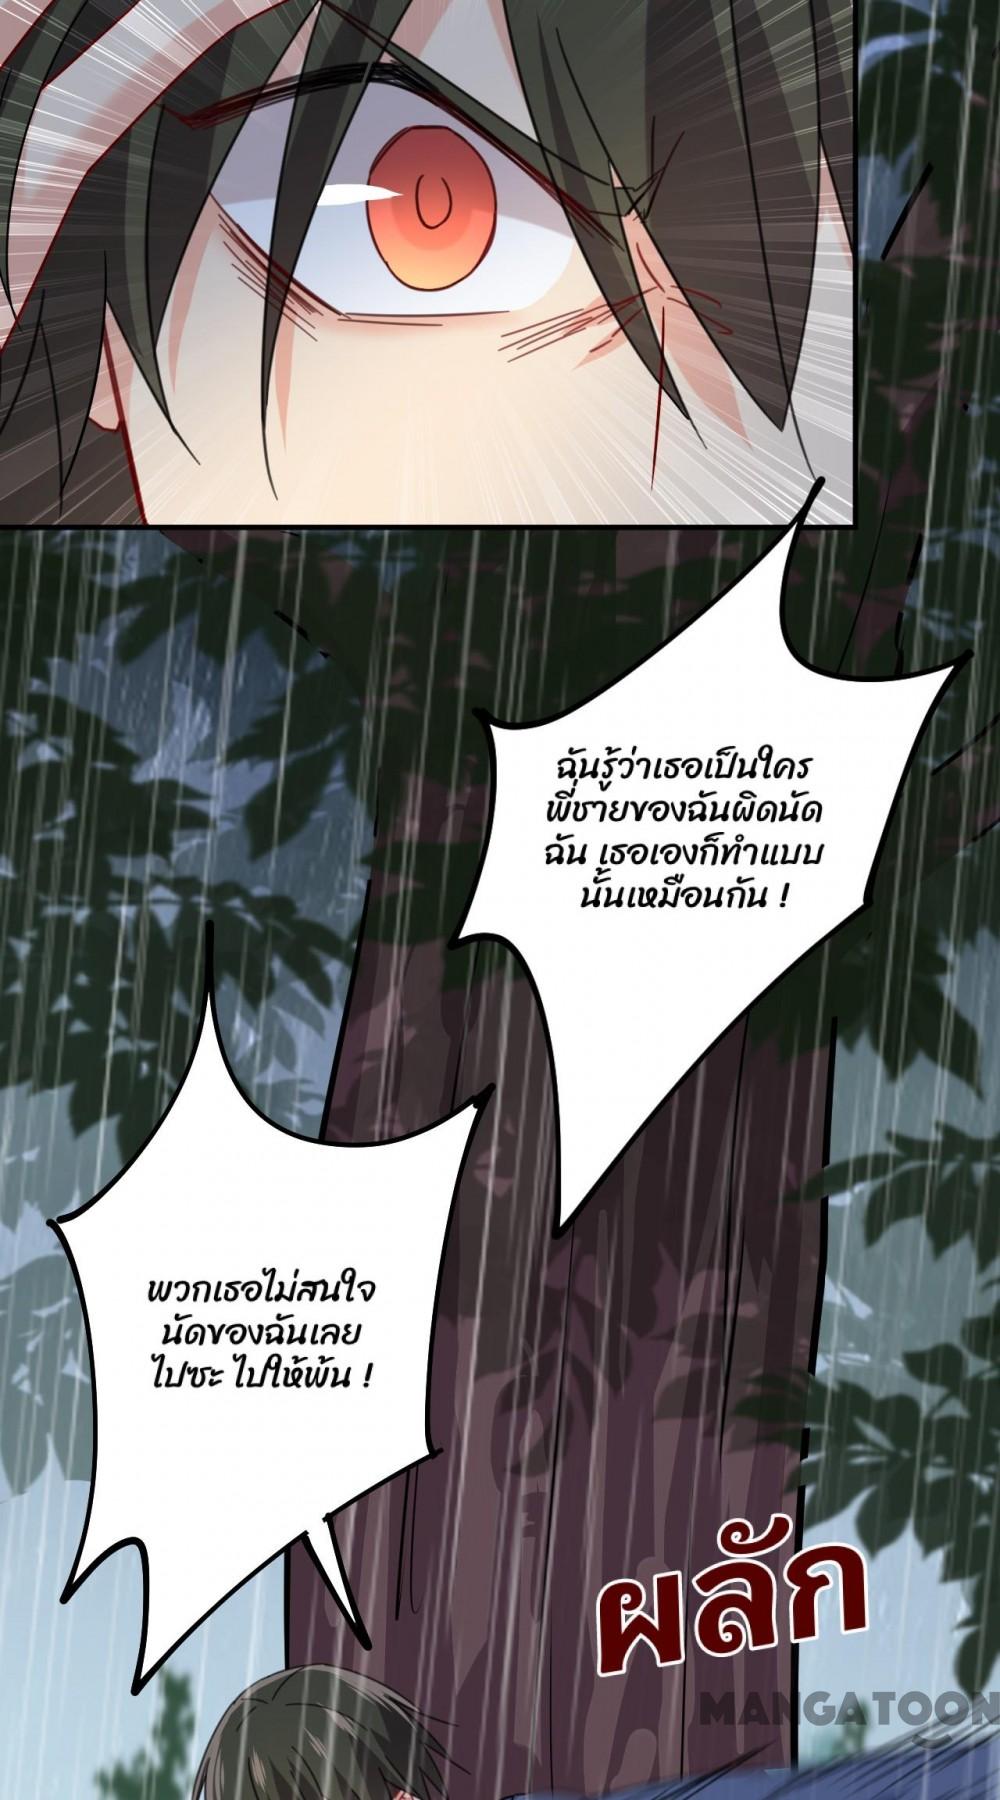 ฉันรู้ว่าเธอเป็นใคร
พี่ชายของฉันผิดนัด
ฉัน เธอเองก็ทำแบบ
นั้นเหมือนกัน !
พวกเธอไม่สนใจ
นัดของฉันเลย
ไปซะ ไปให้พ้น !
ผลัก
MANGATOON